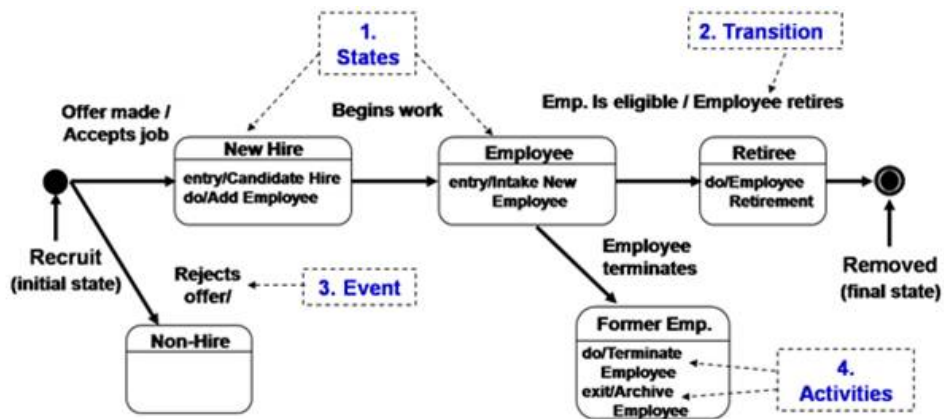 1.
States
2. Transition
Offer made /
Accepts job
Begins work
Emp. Is eligible / Employee retires
New Hire
entry/Candidate Hire
do/Add Employee
Employee
entry/Intake New
Employee
Retiree
do/Employee
Retirement
Recruit
(initial state)
Rejects
offer/
3. Event
Employee
terminates
Removed
(final state)
Non-Hire
Former Emp.
do/Terminate
Employee
exit/Archive
Employee
4.
Activities